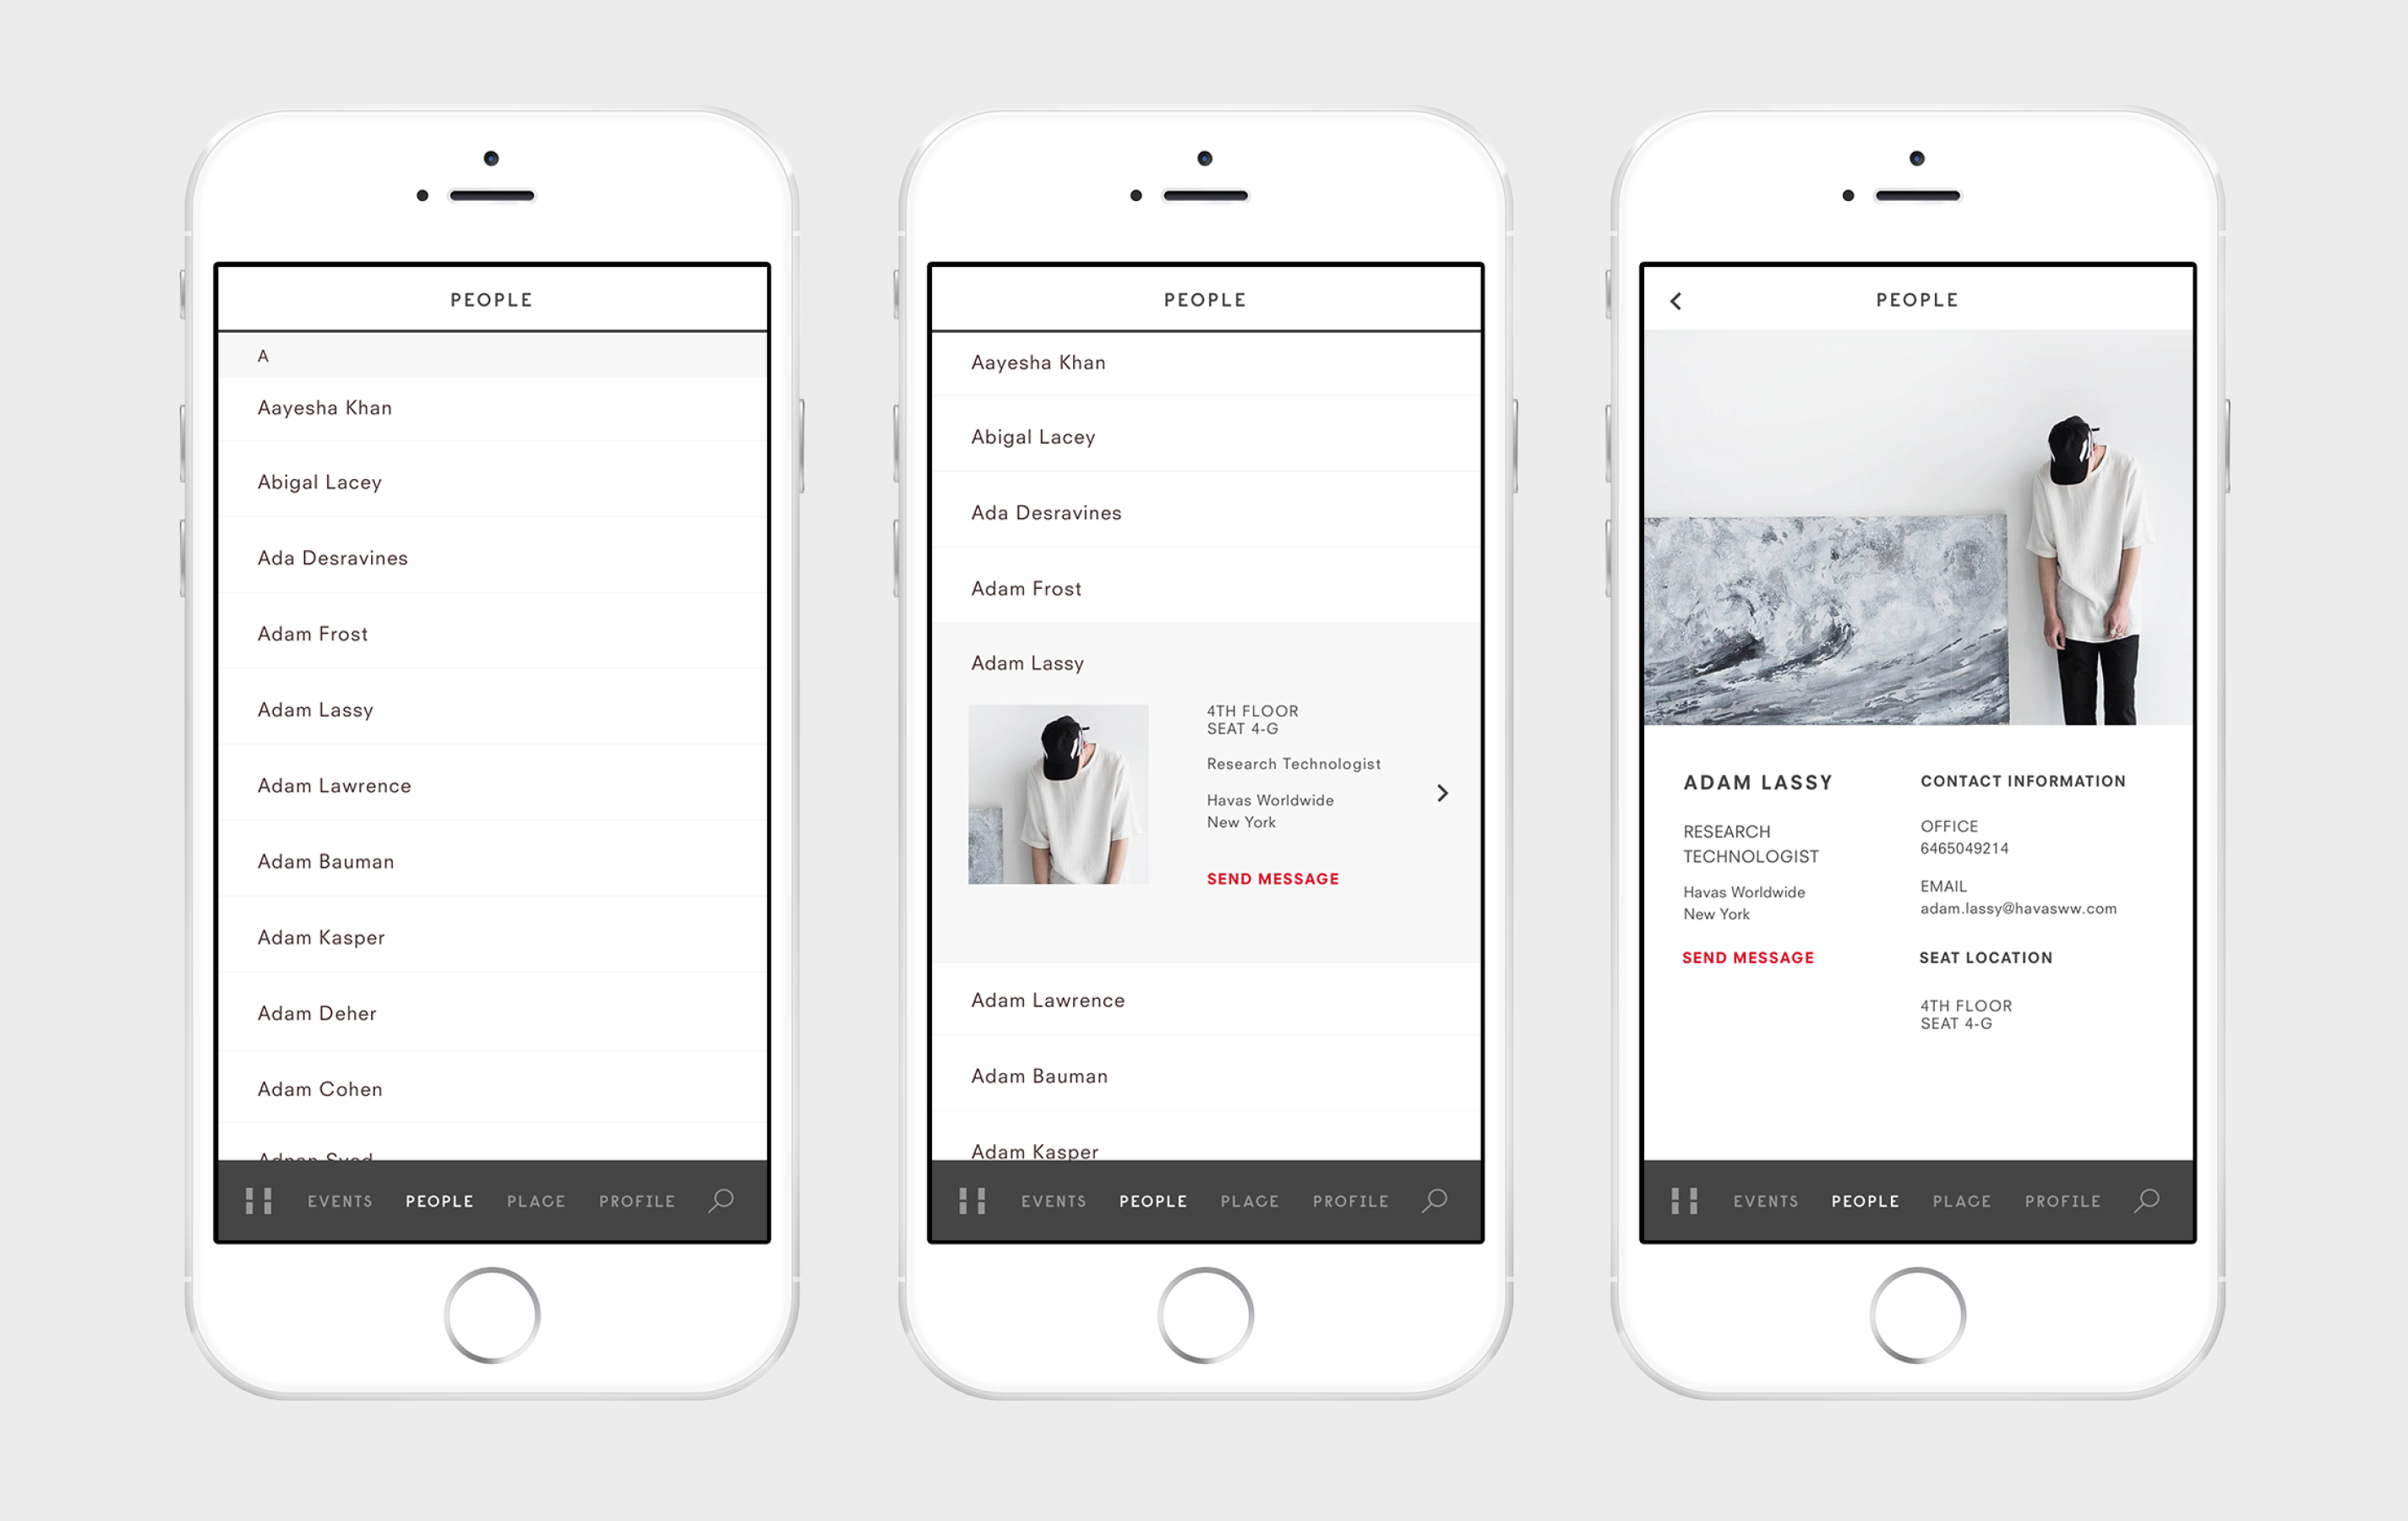 PEOPLE
A
Aayesha Khan
Abigal Lacey
Ada Desravines
Adam Frost
Adam Lassy
Adam Lawrence
Adam Bauman
Adam Kasper
Adam Deher
Adam Cohen
Adnan Syed
EVENTS PEOPLE PLACE PROFILE
PEOPLE
Aayesha Khan
Abigal Lacey
Ada Desravines
Adam Frost
Adam Lassy
4TH FLOOR
SEAT 4-G
Research Technologist
Havas Worldwide
New York
SEND MESSAGE
Adam Lawrence
Adam Bauman
Adam Kasper
EVENTS PEOPLE PLACE PROFILE
PEOPLE
ADAM LASSY
RESEARCH
TECHNOLOGIST
Havas Worldwide
New York
SEND MESSAGE
CONTACT INFORMATION
OFFICE
6465049214
EMAIL
adam.lassy@havasww.com
SEAT LOCATION
4TH FLOOR
SEAT 4-G
EVENTS PEOPLE PLACE PROFILE